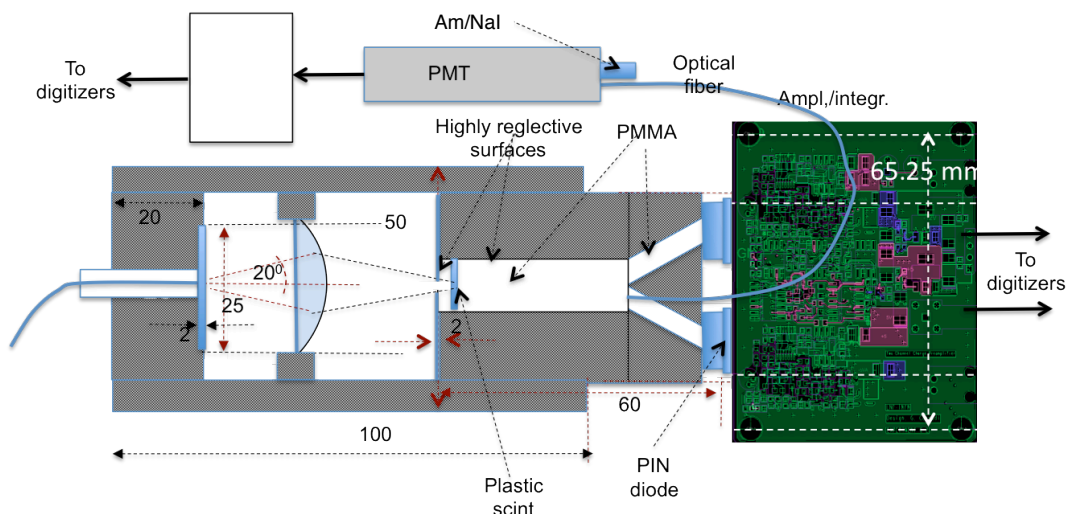 Am/NaI
To
digitizers
PMT
Optical
fiber
Ampl,/integr.
Highly reglective
surfaces
PMMA
65.25 mm
20
50
20⁰
25
2
2
To
digitizers
60
100
PIN
diode
Plastic
scint